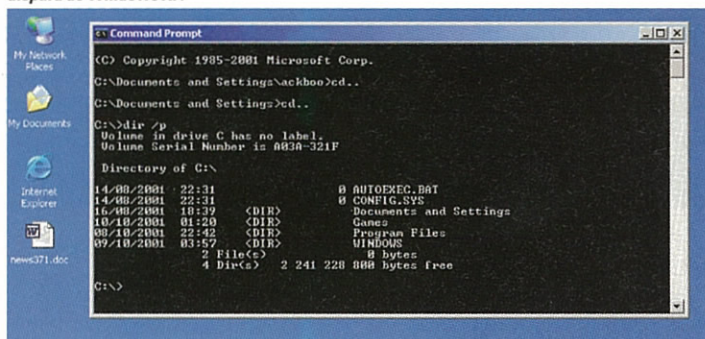 My Network
Places
My Documents
Internet
Explorer
news371.doc
Command Prompt
(C) Copyright 1985-2001 Microsoft Corp.
C:\Documents and Settings\ackboo>cd..
C:\Documents and Settings>cd..
C:\>dir /p
Volume in drive C has no label.
Volume Serial Number is A03A-321F
Directory of C:\
14/08/2001 22:31 0 AUTOEXEC.BAT
14/08/2001 22:31 0 CONFIG.SYS
16/08/2001 18:39 <DIR> Documents and Settings
10/10/2001 01:20 <DIR> Games
08/10/2001 22:42 <DIR> Program Files
09/10/2001 03:57 <DIR> WINDOWS
2 File(s) 0 bytes
4 Dir(s) 2 241 228 800 bytes free
C:\>